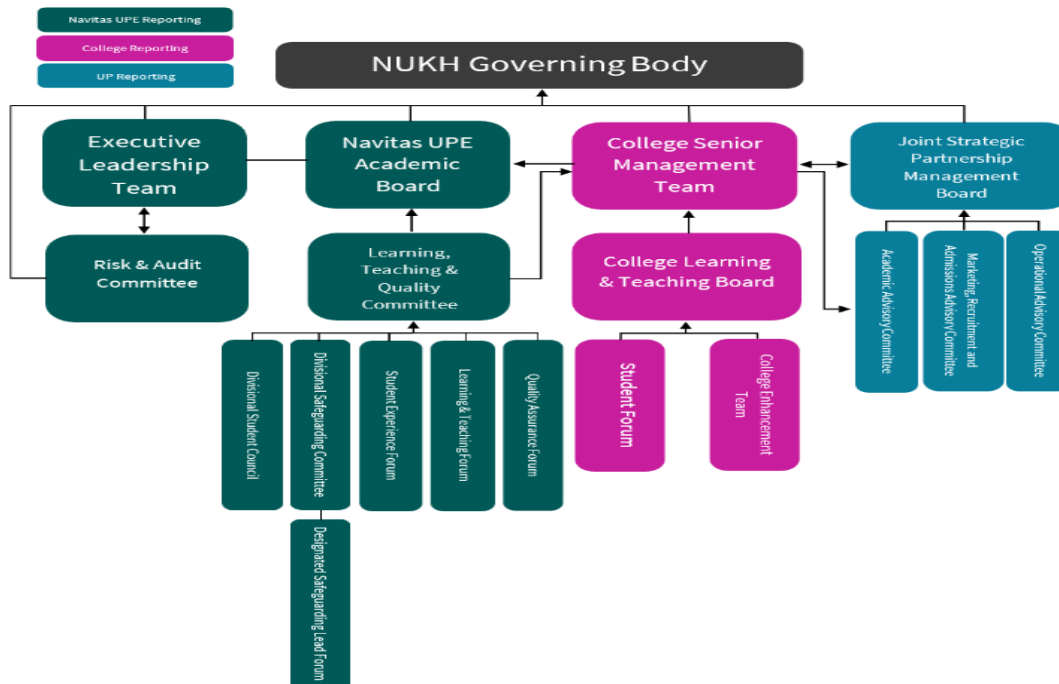 Navitas UPE Reporting
College Reporting
UP Reporting
NUKH Governing Body
Executive
Leadership
Team
Navitas UPE
Academic
Board
College Senior
Management
Team
Joint Strategic
Partnership
Management
Board
Risk & Audit
Committee
Learning,
Teaching &
Quality
Committee
College Learning
& Teaching Board
Academic Advisory Committee
Marketing, Recruitment and
Admissions Advisory Committee
Operational Advisory Committee
Divisional Student Council
Divisional Safeguarding Committee
Student Experience Forum
Learning & Teaching Forum
Quality Assurance Forum
Student Forum
College Enhancement
Team
Designated Safeguarding Lead Forum